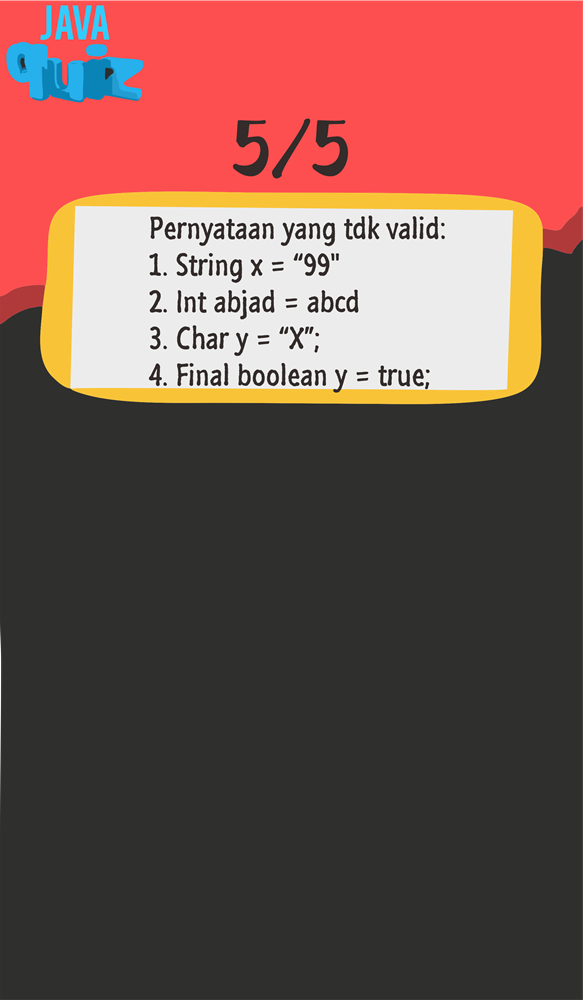 JAVA
quiz
5/5
Pernyataan yang tdk valid:
1. String x = “99"
2. Int abjad = abcd
3. Char y = “X”;
4. Final boolean y = true;